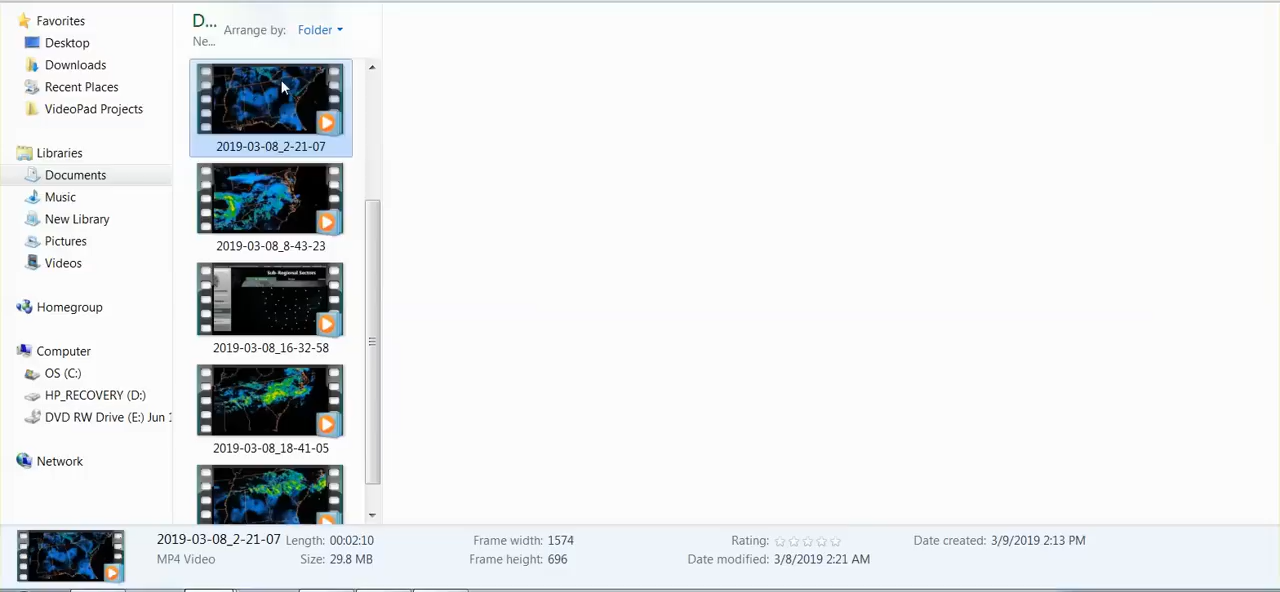 Favorites
Desktop
Downloads
Recent Places
VideoPad Projects
Libraries
Documents
Music
New Library
Pictures
Videos
Homegroup
Computer
OS (C:)
HP_RECOVERY (D:)
DVD RW Drive (E:) Jun 1
Network
D...
Ne...
Arrange by: Folder
2019-03-08_2-21-07
2019-03-08_8-43-23
Sub-Regional Sectors
2019-03-08_16-32-58
2019-03-08_18-41-05
2019-03-08_2-21-07 Length: 00:02:10 Frame width: 1574 Rating: Date created: 3/9/2019 2:13 PM
MP4 Video Size: 29.8 MB Frame height: 696 Date modified: 3/8/2019 2:21 AM